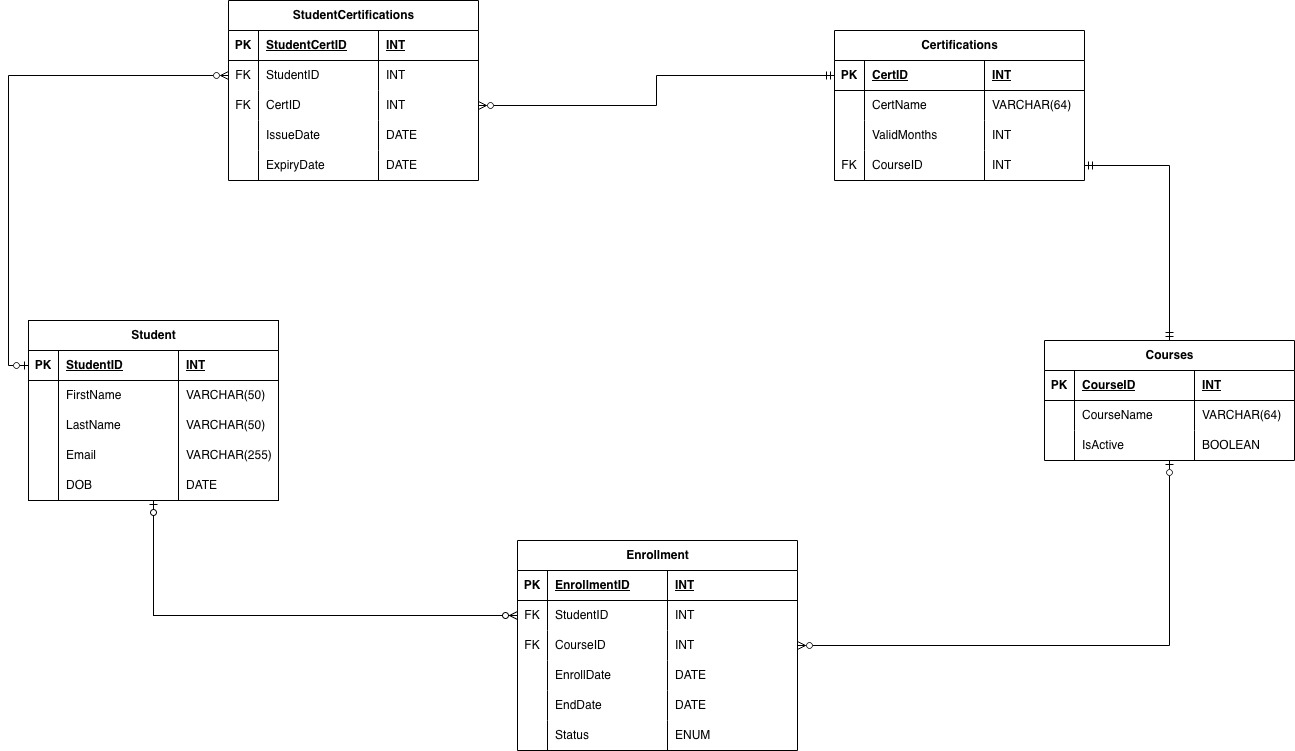 StudentCertifications
PK StudentCertID INT
FK StudentID INT
FK CertID INT
IssueDate DATE
ExpiryDate DATE
Certifications
PK CertID INT
CertName VARCHAR(64)
ValidMonths INT
FK CourseID INT
Student
PK StudentID INT
FirstName VARCHAR(50)
LastName VARCHAR(50)
Email VARCHAR(255)
DOB DATE
Courses
PK CourseID INT
CourseName VARCHAR(64)
IsActive BOOLEAN
Enrollment
PK EnrollmentID INT
FK StudentID INT
FK CourseID INT
EnrollDate DATE
EndDate DATE
Status ENUM